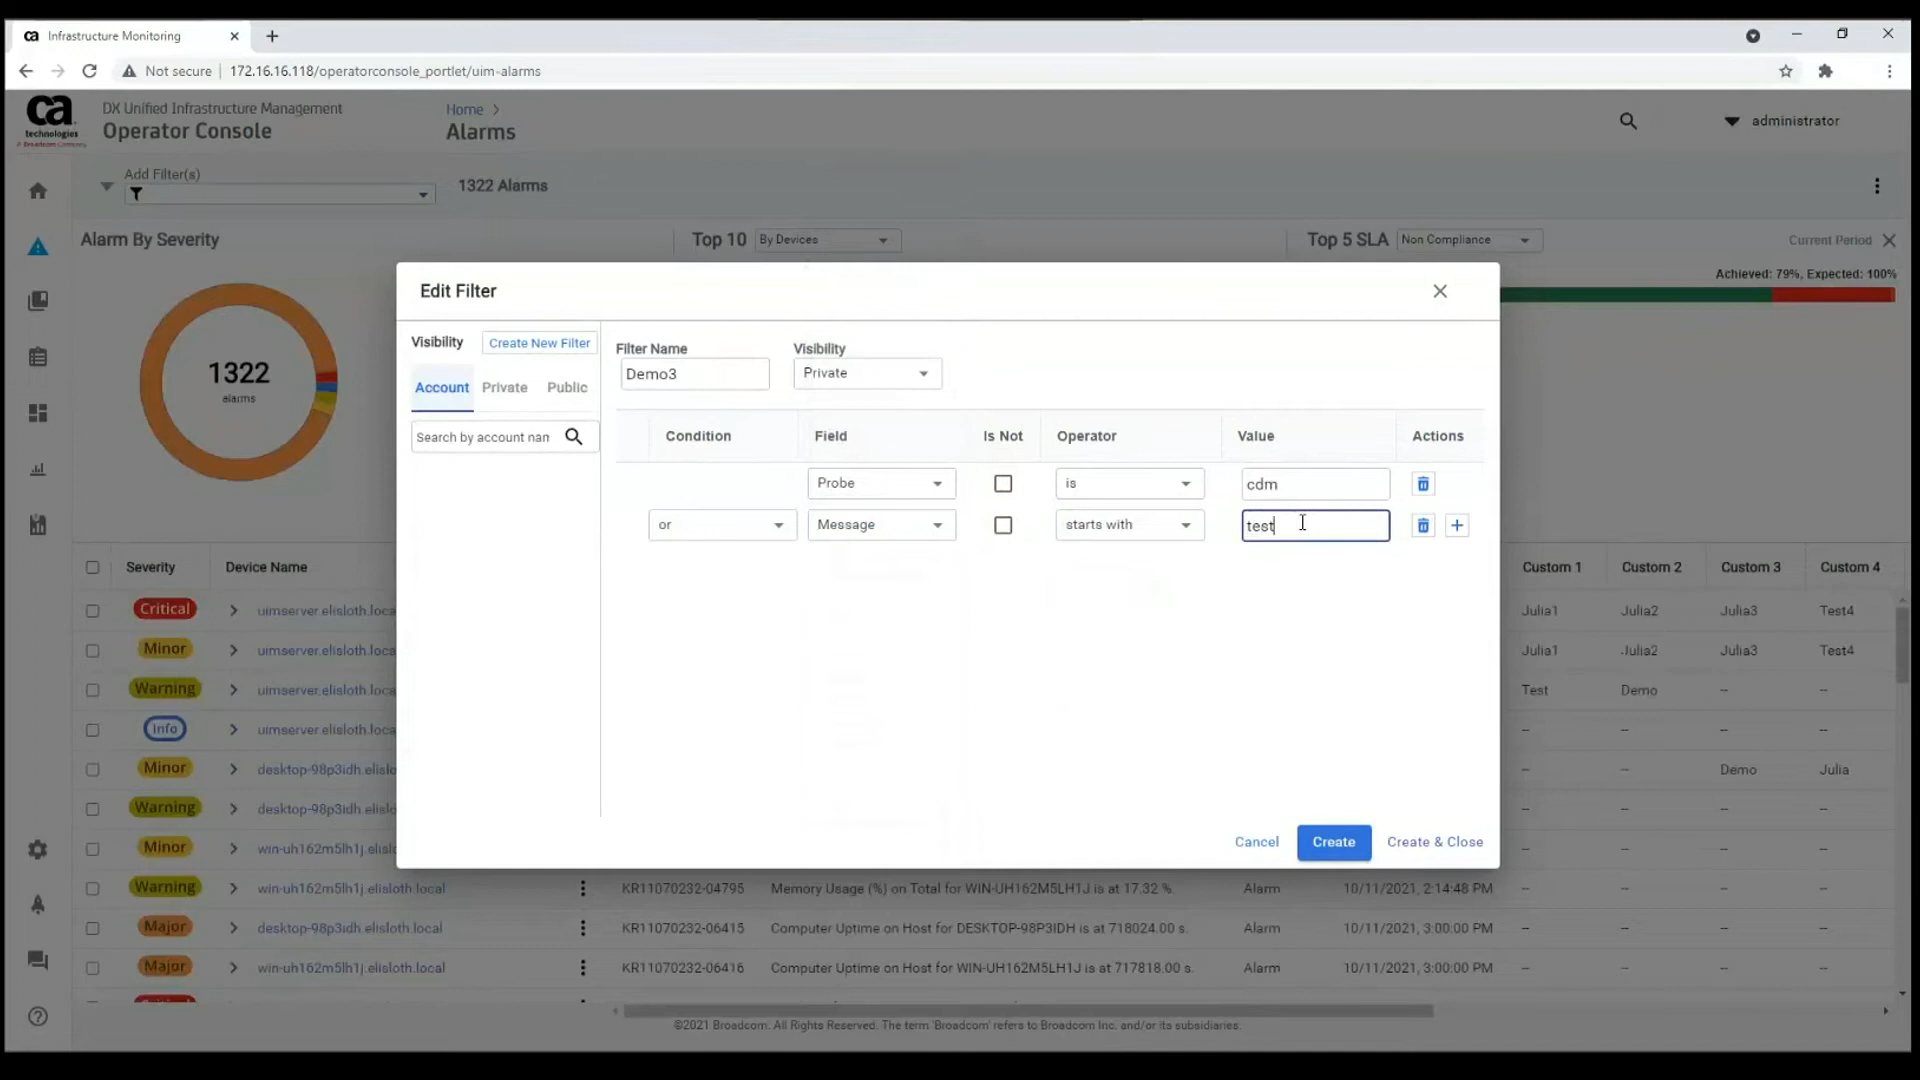 Infrastructure Monitoring
Not secure 172.16.16.118/operatorconsole_portlet/uim-alarms
ca technologies A Broadcom Company
DX Unified Infrastructure Management
Operator Console
Home >
Alarms
administrator
Add Filter(s)
1322 Alarms
Alarm By Severity
Top 10 By Devices
Top 5 SLA Non Compliance
Current Period
Achieved: 79%, Expected: 100%
1322
alarms
Edit Filter
Visibility Create New Filter
Account Private Public
Search by account nam
Filter Name Visibility
Demo3 Private
Condition Field Is Not Operator Value Actions
Probe is cdm
or Message starts with test
Cancel Create Create & Close
Severity Device Name Custom 1 Custom 2 Custom 3 Custom 4
Critical uimserver.elisloth.loca Julia1 Julia2 Julia3 Test4
Minor uimserver.elisloth.loca Julia1 Julia2 Julia3 Test4
Warning uimserver.elisloth.loca Test Demo -- --
Info uimserver.elisloth.loca -- -- -- --
Minor desktop-98p3idh.elislo -- -- Demo Julia
Warning desktop-98p3idh.elislo -- -- -- --
Minor win-uh162m5lh1j.elislo -- -- -- --
Warning win-uh162m5lh1j.elisloth.local KR11070232-04795 Memory Usage (%) on Total for WIN-UH162M5LH1J is at 17.32 %. Alarm 10/11/2021, 2:14:48 PM -- -- -- --
Major desktop-98p3idh.elisloth.local KR11070232-06415 Computer Uptime on Host for DESKTOP-98P3IDH is at 718024.00 s. Alarm 10/11/2021, 3:00:00 PM -- -- -- --
Major win-uh162m5lh1j.elisloth.local KR11070232-06416 Computer Uptime on Host for WIN-UH162M5LH1J is at 717818.00 s. Alarm 10/11/2021, 3:00:00 PM -- -- -- --
©2021 Broadcom. All Rights Reserved. The term 'Broadcom' refers to Broadcom Inc. and/or its subsidiaries.